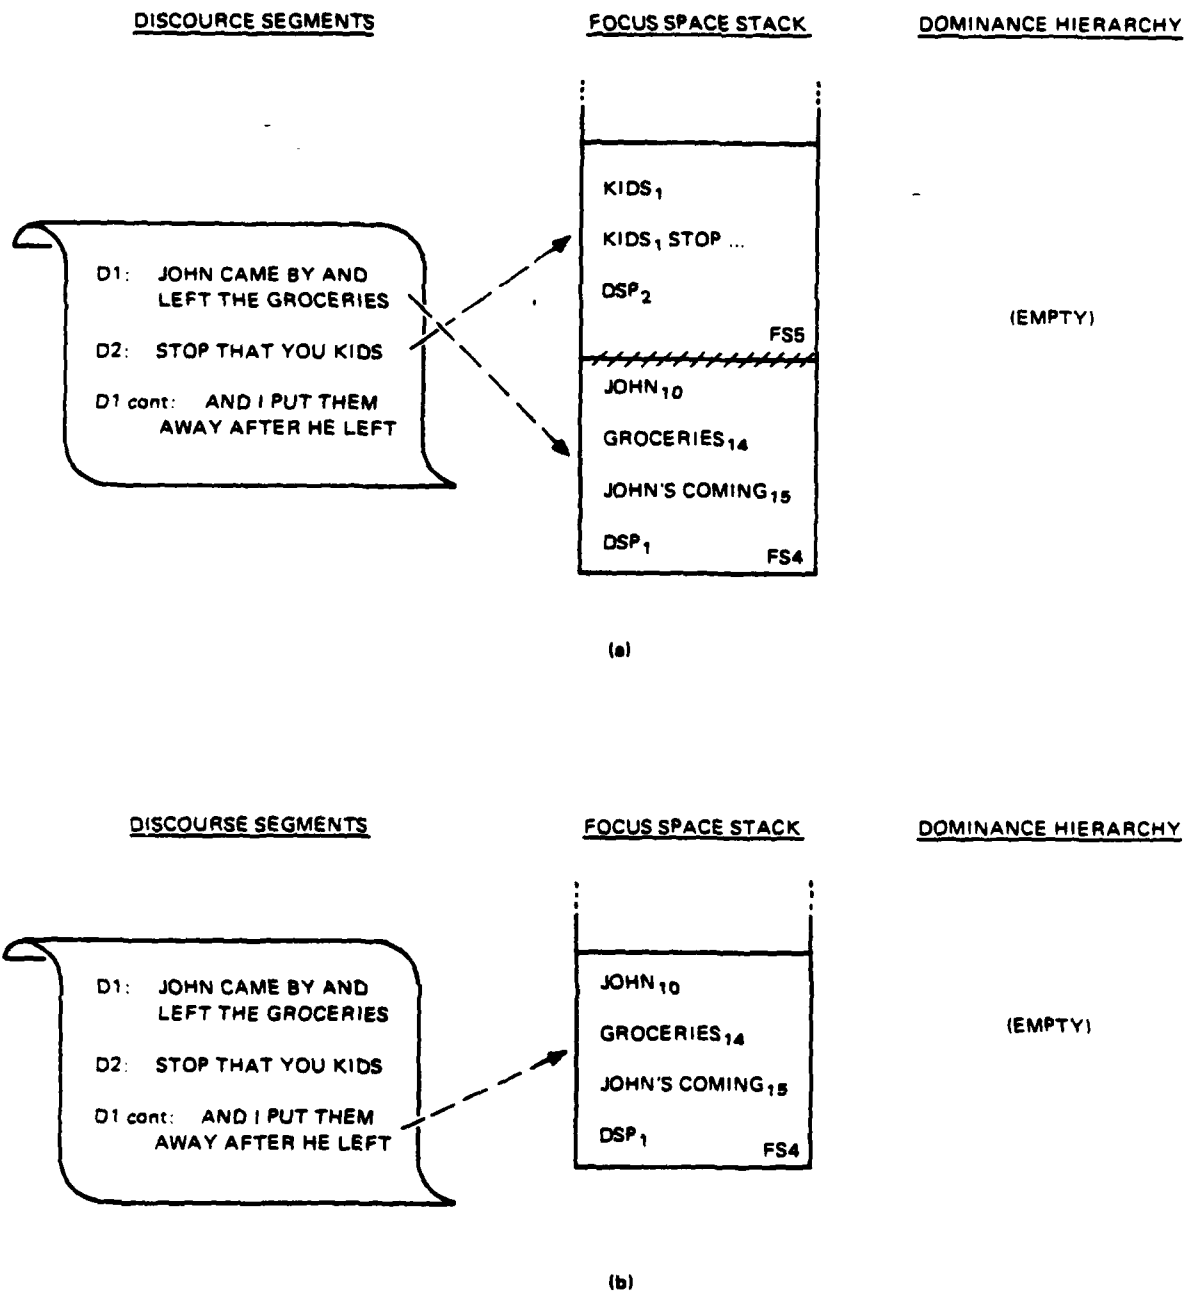 DISCOURCE SEGMENTS
FOCUS SPACE STACK
DOMINANCE HIERARCHY
D1: JOHN CAME BY AND
LEFT THE GROCERIES
D2: STOP THAT YOU KIDS
D1 cont: AND I PUT THEM
AWAY AFTER HE LEFT
KIDS1
KIDS1 STOP ...
DSP2
FS5
JOHN10
GROCERIES14
JOHN'S COMING15
DSP1
FS4
(EMPTY)
(a)
DISCOURSE SEGMENTS
FOCUS SPACE STACK
DOMINANCE HIERARCHY
D1: JOHN CAME BY AND
LEFT THE GROCERIES
D2: STOP THAT YOU KIDS
D1 cont: AND I PUT THEM
AWAY AFTER HE LEFT
JOHN10
GROCERIES14
JOHN'S COMING15
DSP1
FS4
(EMPTY)
(b)